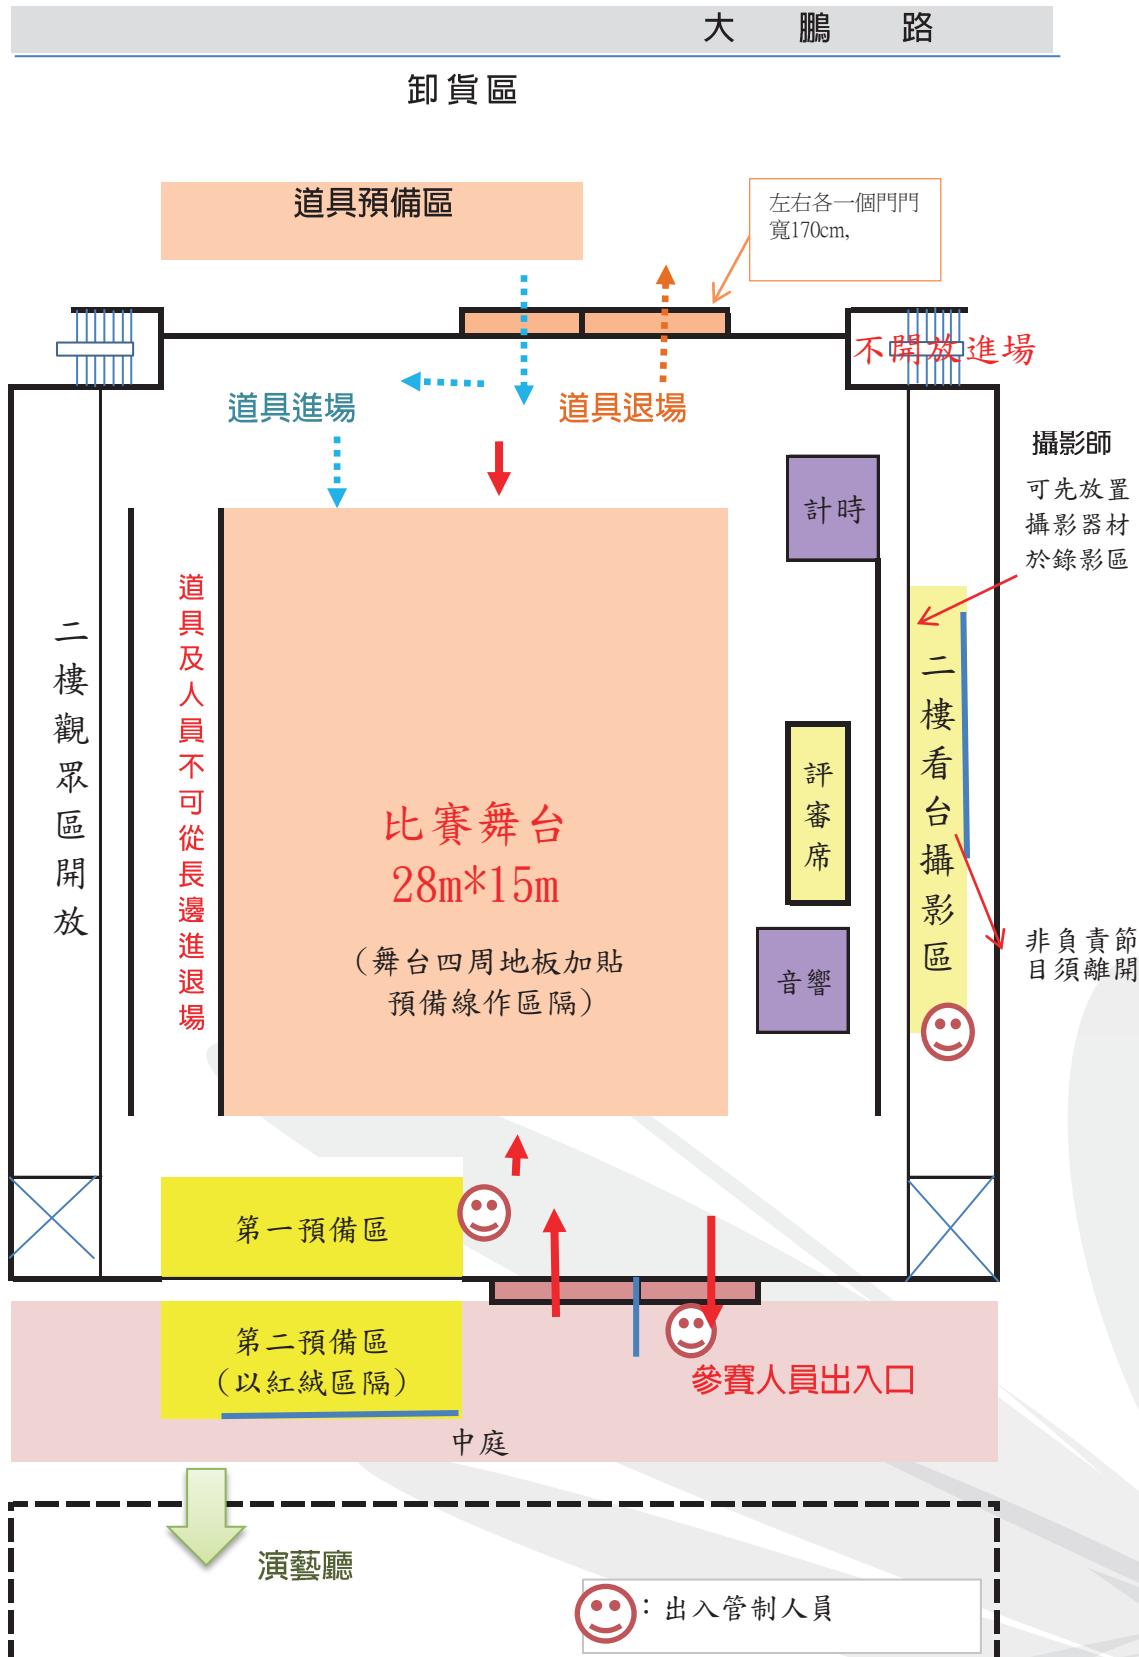 大鵬路
卸貨區
道具預備區
左右各一個門門
寬170cm,
不開放進場
道具進場
道具退場
攝影師
可先放置
攝影器材
於錄影區
計時
道具及人員不可從長邊進退場
二樓觀眾區開放
二樓看台攝影區
評審席
比賽舞台
28m*15m
(舞台四周地板加貼
預備線作區隔)
音響
非負責節
目須離開
第一預備區
第二預備區
(以紅絨區隔)
參賽人員出入口
中庭
演藝廳
：出入管制人員